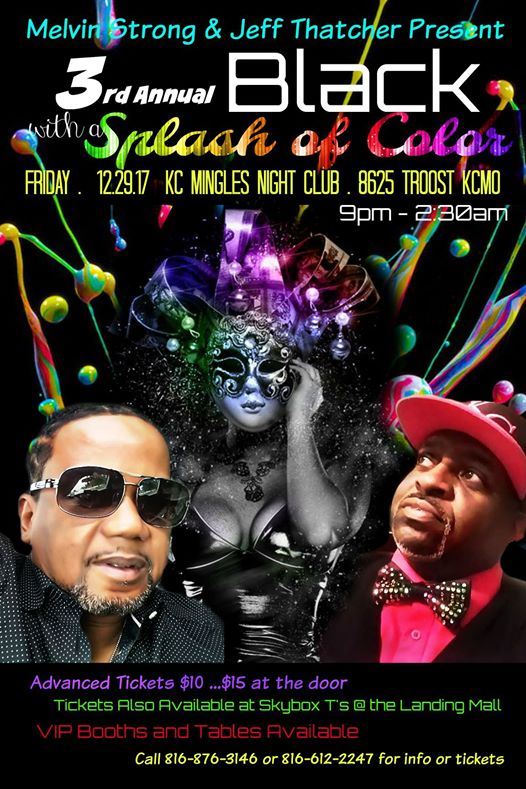 Melvin Strong & Jeff Thatcher Present
3rd Annual Black
with a Splash of Color
FRIDAY . 12.29.17 KC MINGLES NIGHT CLUB . 8625 TROOST KCMO
9pm - 2:30am
Advanced Tickets $10 ...$15 at the door
Tickets Also Available at Skybox T's @ the Landing Mall
VIP Booths and Tables Available
Call 816-876-3146 or 816-612-2247 for info or tickets